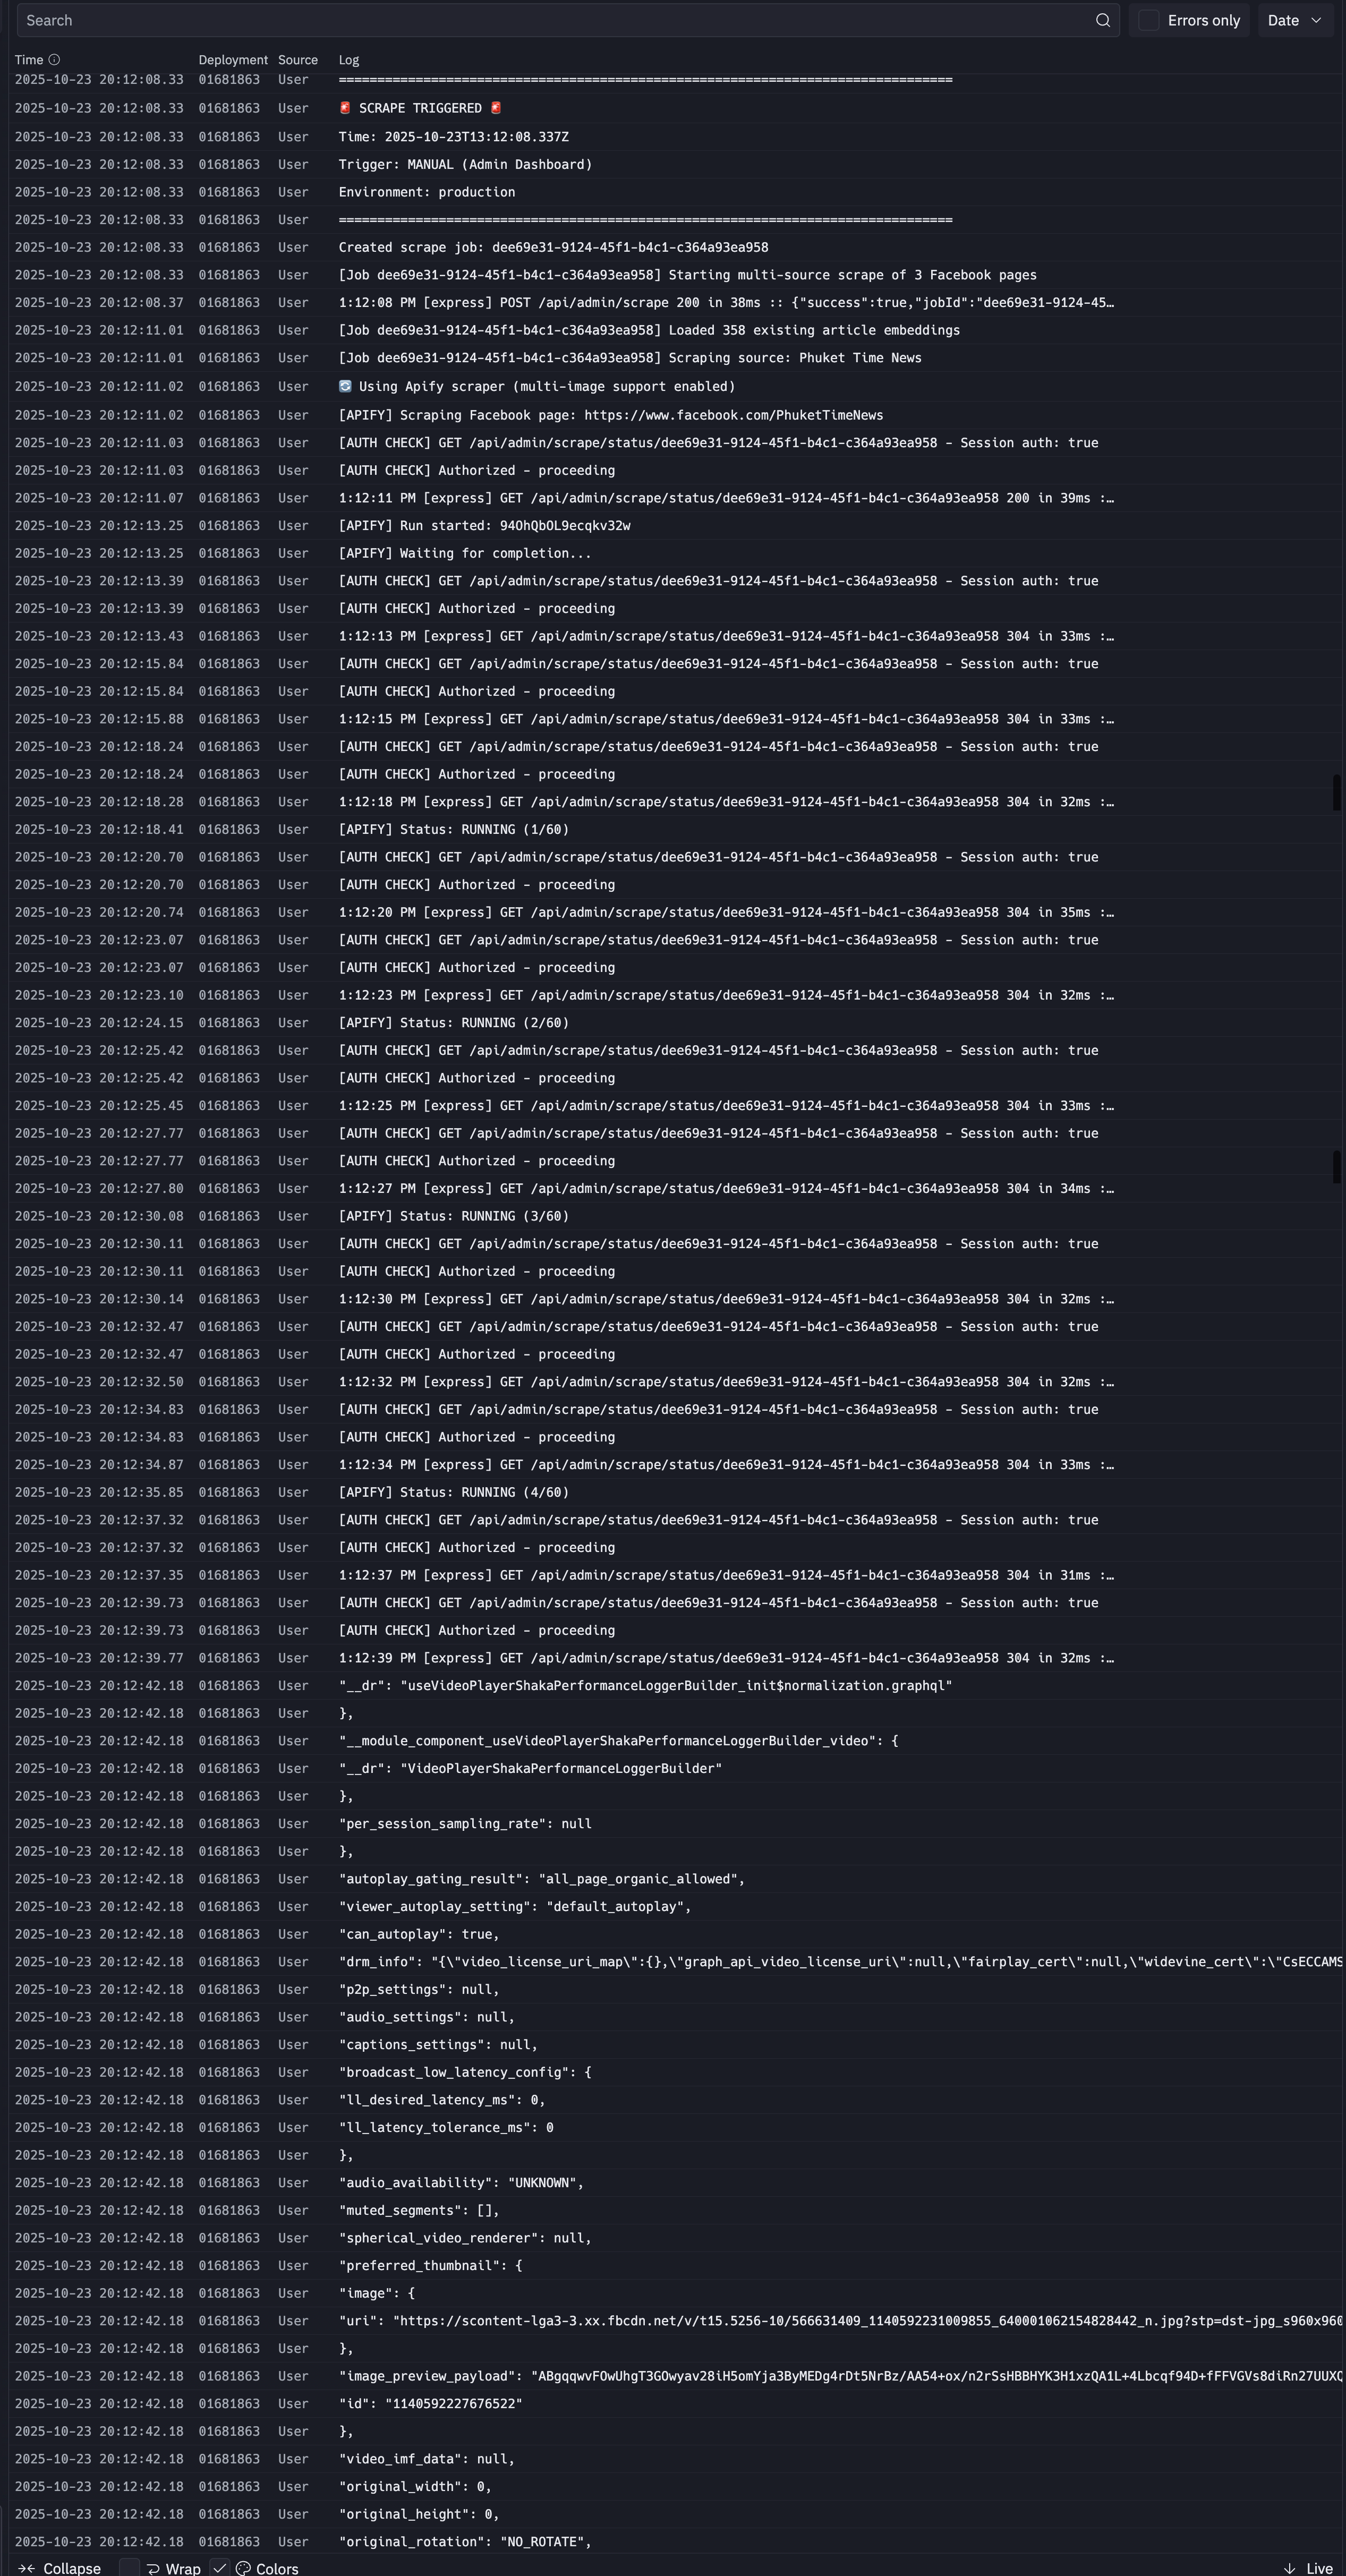 Search Errors only Date
Time Deployment Source Log
2025-10-23 20:12:08.33 01681863 User ================================================================================
2025-10-23 20:12:08.33 01681863 User 🚨 SCRAPE TRIGGERED 🚨
2025-10-23 20:12:08.33 01681863 User Time: 2025-10-23T13:12:08.337Z
2025-10-23 20:12:08.33 01681863 User Trigger: MANUAL (Admin Dashboard)
2025-10-23 20:12:08.33 01681863 User Environment: production
2025-10-23 20:12:08.33 01681863 User ================================================================================
2025-10-23 20:12:08.33 01681863 User Created scrape job: dee69e31-9124-45f1-b4c1-c364a93ea958
2025-10-23 20:12:08.33 01681863 User [Job dee69e31-9124-45f1-b4c1-c364a93ea958] Starting multi-source scrape of 3 Facebook pages
2025-10-23 20:12:08.37 01681863 User 1:12:08 PM [express] POST /api/admin/scrape 200 in 38ms :: {"success":true,"jobId":"dee69e31-9124-45…
2025-10-23 20:12:11.01 01681863 User [Job dee69e31-9124-45f1-b4c1-c364a93ea958] Loaded 358 existing article embeddings
2025-10-23 20:12:11.01 01681863 User [Job dee69e31-9124-45f1-b4c1-c364a93ea958] Scraping source: Phuket Time News
2025-10-23 20:12:11.02 01681863 User 🔄 Using Apify scraper (multi-image support enabled)
2025-10-23 20:12:11.02 01681863 User [APIFY] Scraping Facebook page: https://www.facebook.com/PhuketTimeNews
2025-10-23 20:12:11.03 01681863 User [AUTH CHECK] GET /api/admin/scrape/status/dee69e31-9124-45f1-b4c1-c364a93ea958 - Session auth: true
2025-10-23 20:12:11.03 01681863 User [AUTH CHECK] Authorized - proceeding
2025-10-23 20:12:11.07 01681863 User 1:12:11 PM [express] GET /api/admin/scrape/status/dee69e31-9124-45f1-b4c1-c364a93ea958 200 in 39ms :…
2025-10-23 20:12:13.25 01681863 User [APIFY] Run started: 94OhQbOL9ecqkv32w
2025-10-23 20:12:13.25 01681863 User [APIFY] Waiting for completion...
2025-10-23 20:12:13.39 01681863 User [AUTH CHECK] GET /api/admin/scrape/status/dee69e31-9124-45f1-b4c1-c364a93ea958 - Session auth: true
2025-10-23 20:12:13.39 01681863 User [AUTH CHECK] Authorized - proceeding
2025-10-23 20:12:13.43 01681863 User 1:12:13 PM [express] GET /api/admin/scrape/status/dee69e31-9124-45f1-b4c1-c364a93ea958 304 in 33ms :…
2025-10-23 20:12:15.84 01681863 User [AUTH CHECK] GET /api/admin/scrape/status/dee69e31-9124-45f1-b4c1-c364a93ea958 - Session auth: true
2025-10-23 20:12:15.84 01681863 User [AUTH CHECK] Authorized - proceeding
2025-10-23 20:12:15.88 01681863 User 1:12:15 PM [express] GET /api/admin/scrape/status/dee69e31-9124-45f1-b4c1-c364a93ea958 304 in 33ms :…
2025-10-23 20:12:18.24 01681863 User [AUTH CHECK] GET /api/admin/scrape/status/dee69e31-9124-45f1-b4c1-c364a93ea958 - Session auth: true
2025-10-23 20:12:18.24 01681863 User [AUTH CHECK] Authorized - proceeding
2025-10-23 20:12:18.28 01681863 User 1:12:18 PM [express] GET /api/admin/scrape/status/dee69e31-9124-45f1-b4c1-c364a93ea958 304 in 32ms :…
2025-10-23 20:12:18.41 01681863 User [APIFY] Status: RUNNING (1/60)
2025-10-23 20:12:20.70 01681863 User [AUTH CHECK] GET /api/admin/scrape/status/dee69e31-9124-45f1-b4c1-c364a93ea958 - Session auth: true
2025-10-23 20:12:20.70 01681863 User [AUTH CHECK] Authorized - proceeding
2025-10-23 20:12:20.74 01681863 User 1:12:20 PM [express] GET /api/admin/scrape/status/dee69e31-9124-45f1-b4c1-c364a93ea958 304 in 35ms :…
2025-10-23 20:12:23.07 01681863 User [AUTH CHECK] GET /api/admin/scrape/status/dee69e31-9124-45f1-b4c1-c364a93ea958 - Session auth: true
2025-10-23 20:12:23.07 01681863 User [AUTH CHECK] Authorized - proceeding
2025-10-23 20:12:23.10 01681863 User 1:12:23 PM [express] GET /api/admin/scrape/status/dee69e31-9124-45f1-b4c1-c364a93ea958 304 in 32ms :…
2025-10-23 20:12:24.15 01681863 User [APIFY] Status: RUNNING (2/60)
2025-10-23 20:12:25.42 01681863 User [AUTH CHECK] GET /api/admin/scrape/status/dee69e31-9124-45f1-b4c1-c364a93ea958 - Session auth: true
2025-10-23 20:12:25.42 01681863 User [AUTH CHECK] Authorized - proceeding
2025-10-23 20:12:25.45 01681863 User 1:12:25 PM [express] GET /api/admin/scrape/status/dee69e31-9124-45f1-b4c1-c364a93ea958 304 in 33ms :…
2025-10-23 20:12:27.77 01681863 User [AUTH CHECK] GET /api/admin/scrape/status/dee69e31-9124-45f1-b4c1-c364a93ea958 - Session auth: true
2025-10-23 20:12:27.77 01681863 User [AUTH CHECK] Authorized - proceeding
2025-10-23 20:12:27.80 01681863 User 1:12:27 PM [express] GET /api/admin/scrape/status/dee69e31-9124-45f1-b4c1-c364a93ea958 304 in 34ms :…
2025-10-23 20:12:30.08 01681863 User [APIFY] Status: RUNNING (3/60)
2025-10-23 20:12:30.11 01681863 User [AUTH CHECK] GET /api/admin/scrape/status/dee69e31-9124-45f1-b4c1-c364a93ea958 - Session auth: true
2025-10-23 20:12:30.11 01681863 User [AUTH CHECK] Authorized - proceeding
2025-10-23 20:12:30.14 01681863 User 1:12:30 PM [express] GET /api/admin/scrape/status/dee69e31-9124-45f1-b4c1-c364a93ea958 304 in 32ms :…
2025-10-23 20:12:32.47 01681863 User [AUTH CHECK] GET /api/admin/scrape/status/dee69e31-9124-45f1-b4c1-c364a93ea958 - Session auth: true
2025-10-23 20:12:32.47 01681863 User [AUTH CHECK] Authorized - proceeding
2025-10-23 20:12:32.50 01681863 User 1:12:32 PM [express] GET /api/admin/scrape/status/dee69e31-9124-45f1-b4c1-c364a93ea958 304 in 32ms :…
2025-10-23 20:12:34.83 01681863 User [AUTH CHECK] GET /api/admin/scrape/status/dee69e31-9124-45f1-b4c1-c364a93ea958 - Session auth: true
2025-10-23 20:12:34.83 01681863 User [AUTH CHECK] Authorized - proceeding
2025-10-23 20:12:34.87 01681863 User 1:12:34 PM [express] GET /api/admin/scrape/status/dee69e31-9124-45f1-b4c1-c364a93ea958 304 in 33ms :…
2025-10-23 20:12:35.85 01681863 User [APIFY] Status: RUNNING (4/60)
2025-10-23 20:12:37.32 01681863 User [AUTH CHECK] GET /api/admin/scrape/status/dee69e31-9124-45f1-b4c1-c364a93ea958 - Session auth: true
2025-10-23 20:12:37.32 01681863 User [AUTH CHECK] Authorized - proceeding
2025-10-23 20:12:37.35 01681863 User 1:12:37 PM [express] GET /api/admin/scrape/status/dee69e31-9124-45f1-b4c1-c364a93ea958 304 in 31ms :…
2025-10-23 20:12:39.73 01681863 User [AUTH CHECK] GET /api/admin/scrape/status/dee69e31-9124-45f1-b4c1-c364a93ea958 - Session auth: true
2025-10-23 20:12:39.73 01681863 User [AUTH CHECK] Authorized - proceeding
2025-10-23 20:12:39.77 01681863 User 1:12:39 PM [express] GET /api/admin/scrape/status/dee69e31-9124-45f1-b4c1-c364a93ea958 304 in 32ms :…
2025-10-23 20:12:42.18 01681863 User "__dr": "useVideoPlayerShakaPerformanceLoggerBuilder_init$normalization.graphql"
2025-10-23 20:12:42.18 01681863 User },
2025-10-23 20:12:42.18 01681863 User "__module_component_useVideoPlayerShakaPerformanceLoggerBuilder_video": {
2025-10-23 20:12:42.18 01681863 User "__dr": "VideoPlayerShakaPerformanceLoggerBuilder"
2025-10-23 20:12:42.18 01681863 User },
2025-10-23 20:12:42.18 01681863 User "per_session_sampling_rate": null
2025-10-23 20:12:42.18 01681863 User },
2025-10-23 20:12:42.18 01681863 User "autoplay_gating_result": "all_page_organic_allowed",
2025-10-23 20:12:42.18 01681863 User "viewer_autoplay_setting": "default_autoplay",
2025-10-23 20:12:42.18 01681863 User "can_autoplay": true,
2025-10-23 20:12:42.18 01681863 User "drm_info": "{\"video_license_uri_map\":{},\"graph_api_video_license_uri\":null,\"fairplay_cert\":null,\"widevine_cert\":\"CsECCAMS
2025-10-23 20:12:42.18 01681863 User "p2p_settings": null,
2025-10-23 20:12:42.18 01681863 User "audio_settings": null,
2025-10-23 20:12:42.18 01681863 User "captions_settings": null,
2025-10-23 20:12:42.18 01681863 User "broadcast_low_latency_config": {
2025-10-23 20:12:42.18 01681863 User "ll_desired_latency_ms": 0,
2025-10-23 20:12:42.18 01681863 User "ll_latency_tolerance_ms": 0
2025-10-23 20:12:42.18 01681863 User },
2025-10-23 20:12:42.18 01681863 User "audio_availability": "UNKNOWN",
2025-10-23 20:12:42.18 01681863 User "muted_segments": [],
2025-10-23 20:12:42.18 01681863 User "spherical_video_renderer": null,
2025-10-23 20:12:42.18 01681863 User "preferred_thumbnail": {
2025-10-23 20:12:42.18 01681863 User "image": {
2025-10-23 20:12:42.18 01681863 User "uri": "https://scontent-lga3-3.xx.fbcdn.net/v/t15.5256-10/566631409_1140592231009855_640001062154828442_n.jpg?stp=dst-jpg_s960x960
2025-10-23 20:12:42.18 01681863 User },
2025-10-23 20:12:42.18 01681863 User "image_preview_payload": "ABgqqwvFOwUhgT3GOwyav28iH5omYja3ByMEDg4rDt5NrBz/AA54+ox/n2rSsHBBHYK3H1xzQA1L+4Lbcqf94D+fFFVGVs8diRn27UUXQ
2025-10-23 20:12:42.18 01681863 User "id": "1140592227676522"
2025-10-23 20:12:42.18 01681863 User },
2025-10-23 20:12:42.18 01681863 User "video_imf_data": null,
2025-10-23 20:12:42.18 01681863 User "original_width": 0,
2025-10-23 20:12:42.18 01681863 User "original_height": 0,
2025-10-23 20:12:42.18 01681863 User "original_rotation": "NO_ROTATE",
Collapse Wrap Colors Live